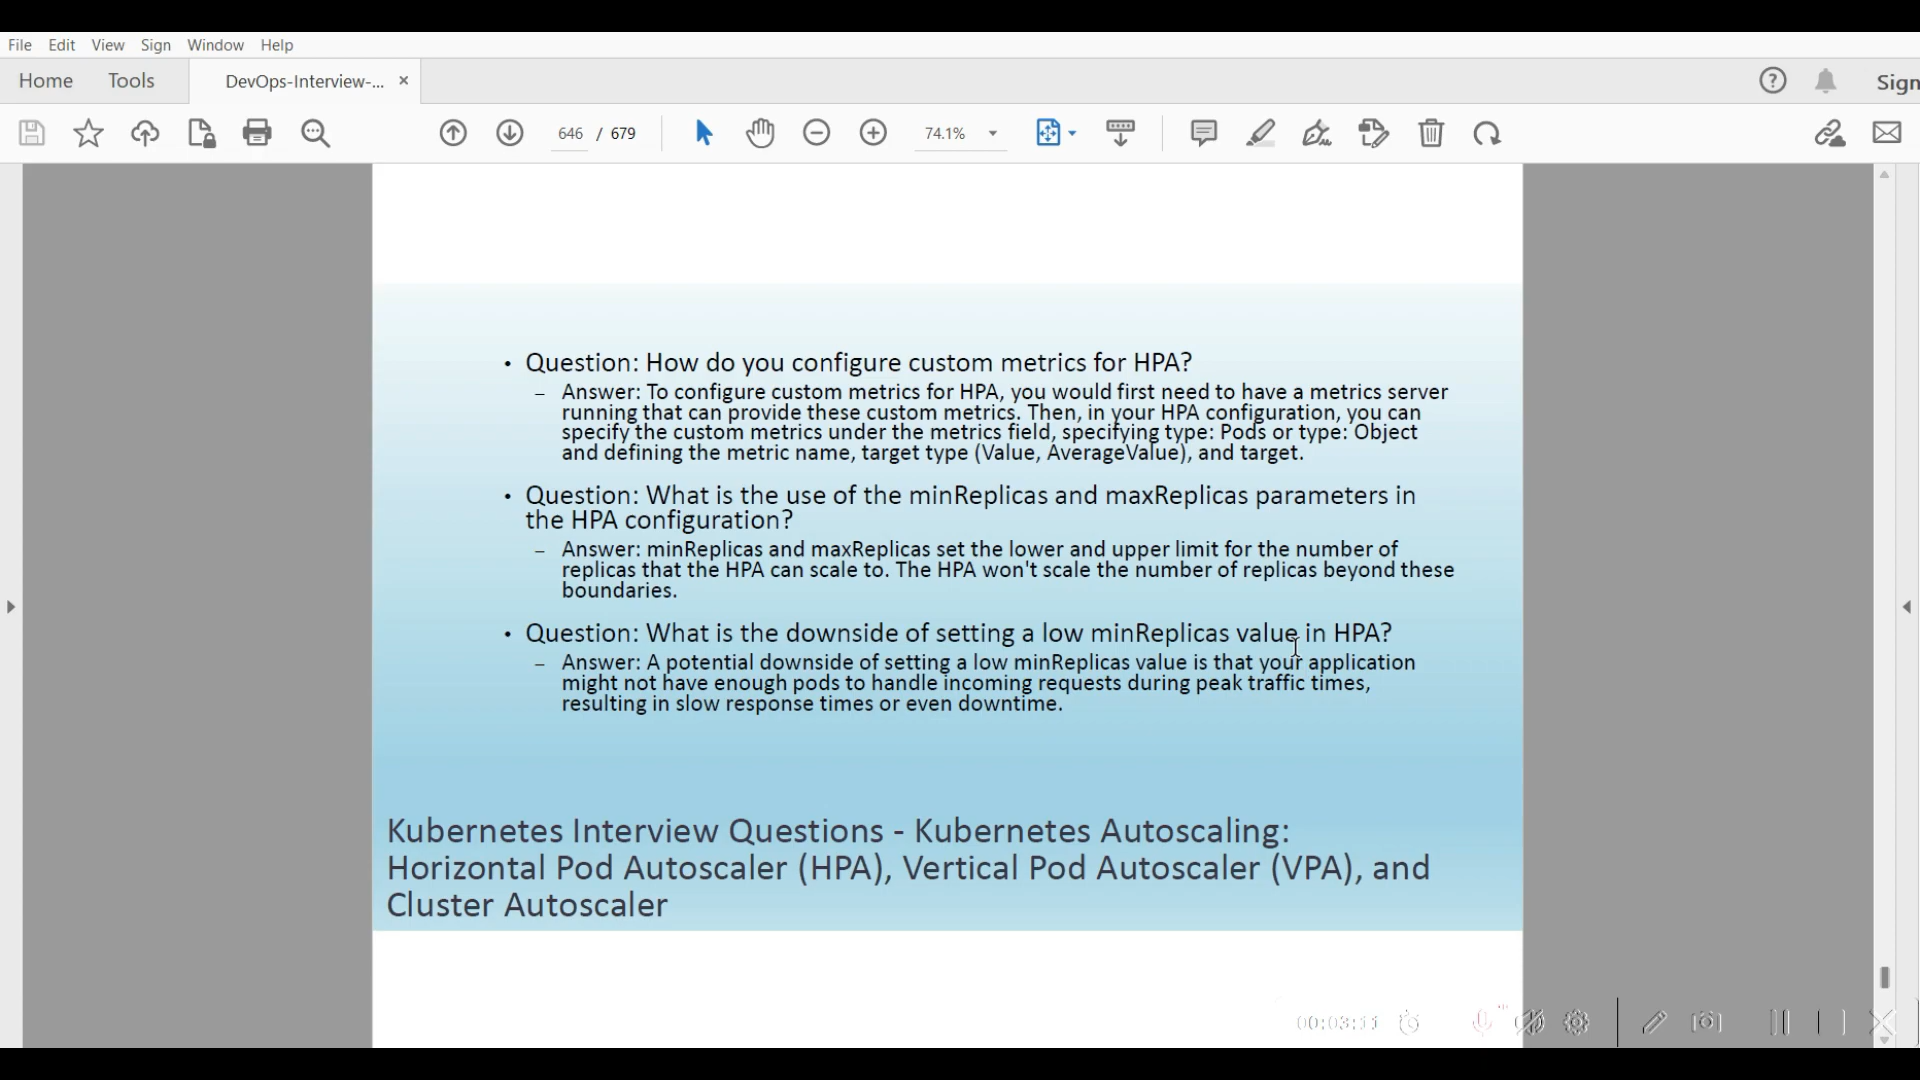 File Edit View Sign Window Help
Home Tools DevOps-Interview-... × Sign
646 / 679 74.1%
• Question: How do you configure custom metrics for HPA?
– Answer: To configure custom metrics for HPA, you would first need to have a metrics server
running that can provide these custom metrics. Then, in your HPA configuration, you can
specify the custom metrics under the metrics field, specifying type: Pods or type: Object
and defining the metric name, target type (Value, AverageValue), and target.
• Question: What is the use of the minReplicas and maxReplicas parameters in
the HPA configuration?
– Answer: minReplicas and maxReplicas set the lower and upper limit for the number of
replicas that the HPA can scale to. The HPA won't scale the number of replicas beyond these
boundaries.
• Question: What is the downside of setting a low minReplicas value in HPA?
– Answer: A potential downside of setting a low minReplicas value is that your application
might not have enough pods to handle incoming requests during peak traffic times,
resulting in slow response times or even downtime.
Kubernetes Interview Questions - Kubernetes Autoscaling:
Horizontal Pod Autoscaler (HPA), Vertical Pod Autoscaler (VPA), and
Cluster Autoscaler
00:03:11